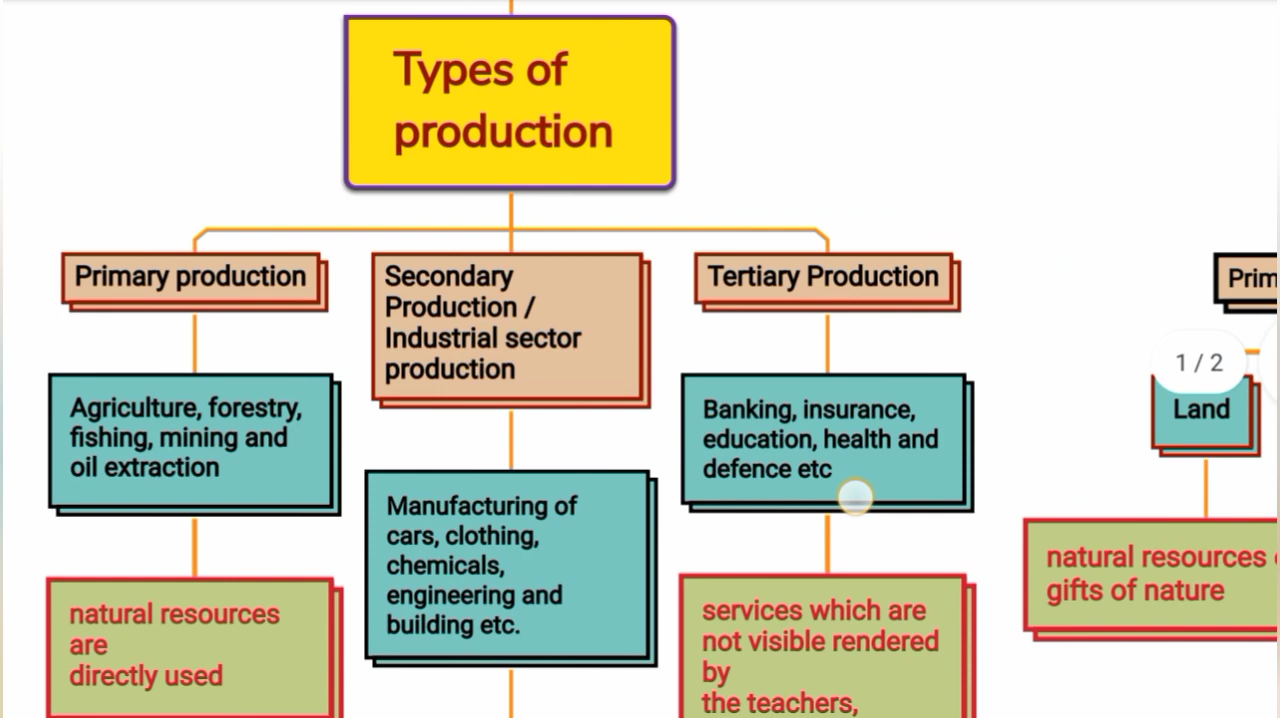 Types of
production
Primary production
Secondary
Production /
Industrial sector
production
Tertiary Production
Agriculture, forestry,
fishing, mining and
oil extraction
Manufacturing of
cars, clothing,
chemicals,
engineering and
building etc.
Banking, insurance,
education, health and
defence etc
natural resources
are
directly used
services which are
not visible rendered
by
the teachers,
1 / 2
Land
natural resources
gifts of nature